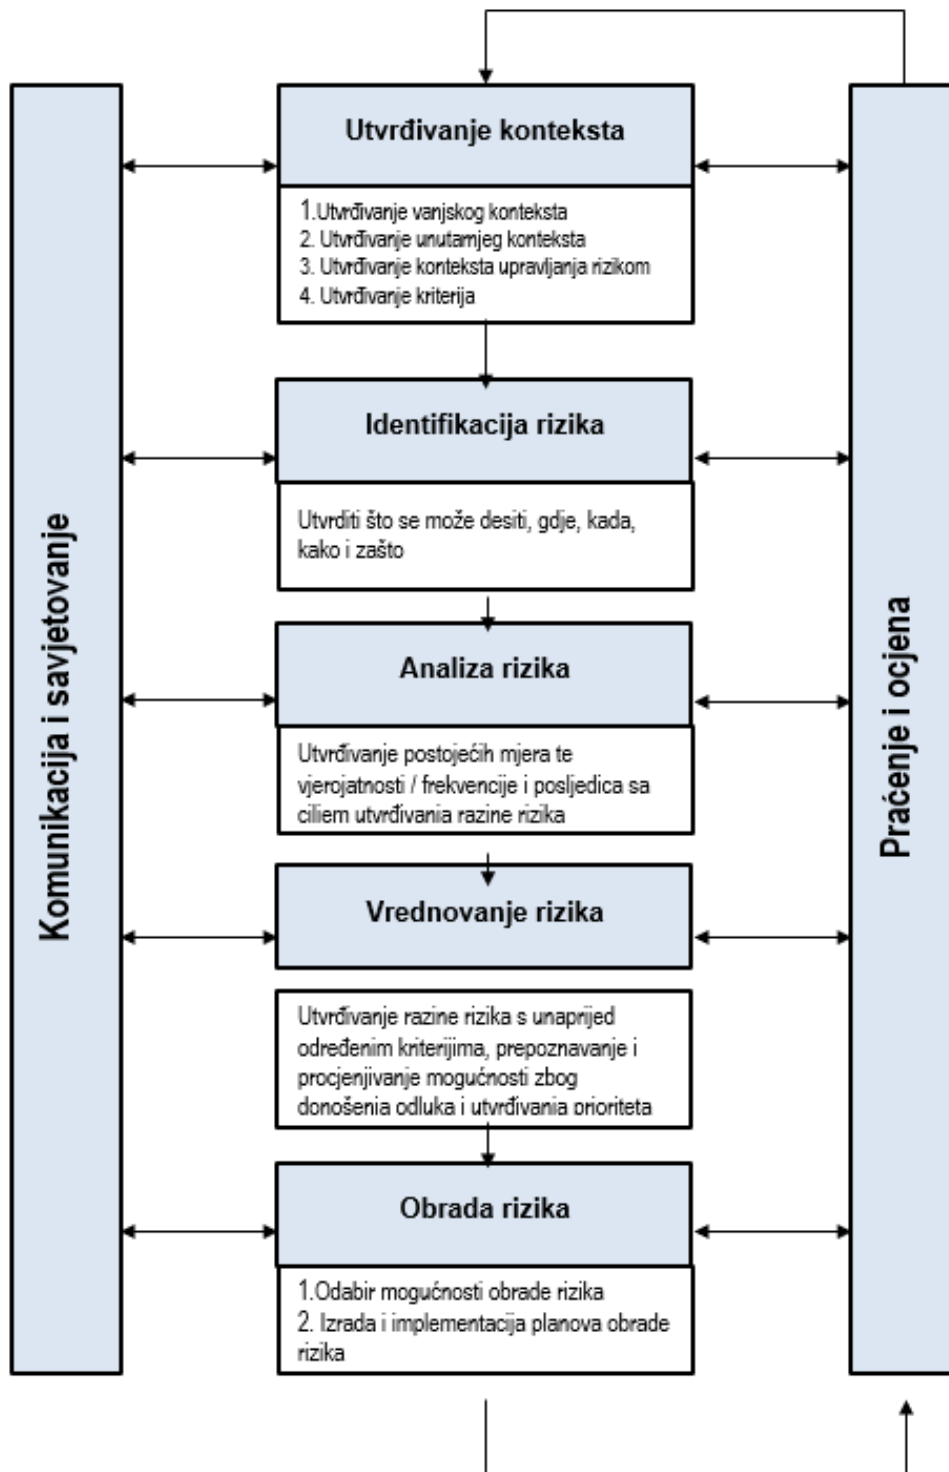 Komunikacija i savjetovanje
Utvrđivanje konteksta
1.Utvrđivanje vanjskog konteksta
2. Utvrđivanje unutarnjeg konteksta
3. Utvrđivanje konteksta upravljanja rizikom
4. Utvrđivanje kriterija
Identifikacija rizika
Utvrditi što se može desiti, gdje, kada,
kako i zašto
Analiza rizika
Utvrđivanje postojećih mjera te
vjerojatnosti / frekvencije i posljedica sa
ciljem utvrđivanja razine rizika
Vrednovanje rizika
Utvrđivanje razine rizika s unaprijed
određenim kriterijima, prepoznavanje i
procjenjivanje mogućnosti zbog
donošenja odluka i utvrđivanja prioriteta
Obrada rizika
1.Odabir mogućnosti obrade rizika
2. Izrada i implementacija planova obrade
rizika
Praćenje i ocjena